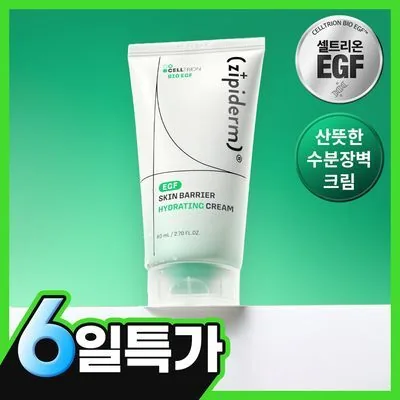 CELLTRION BIO EGF™
셀트리온
EGF
CELLTRION
BIO EGF
(zipiderm)®
산뜻한
수분장벽
크림
EGF
SKIN BARRIER
HYDRATING CREAM
80 mL / 2.70 FL.OZ.
6일특가